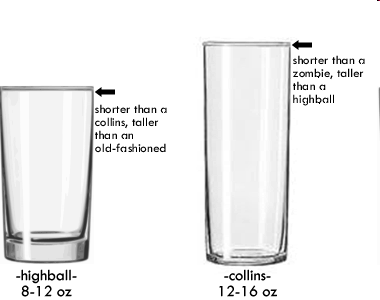 shorter than a
collins, taller
than an
old-fashioned
shorter than a
zombie, taller
than a
highball
-highball-
8-12 oz
-collins-
12-16 oz